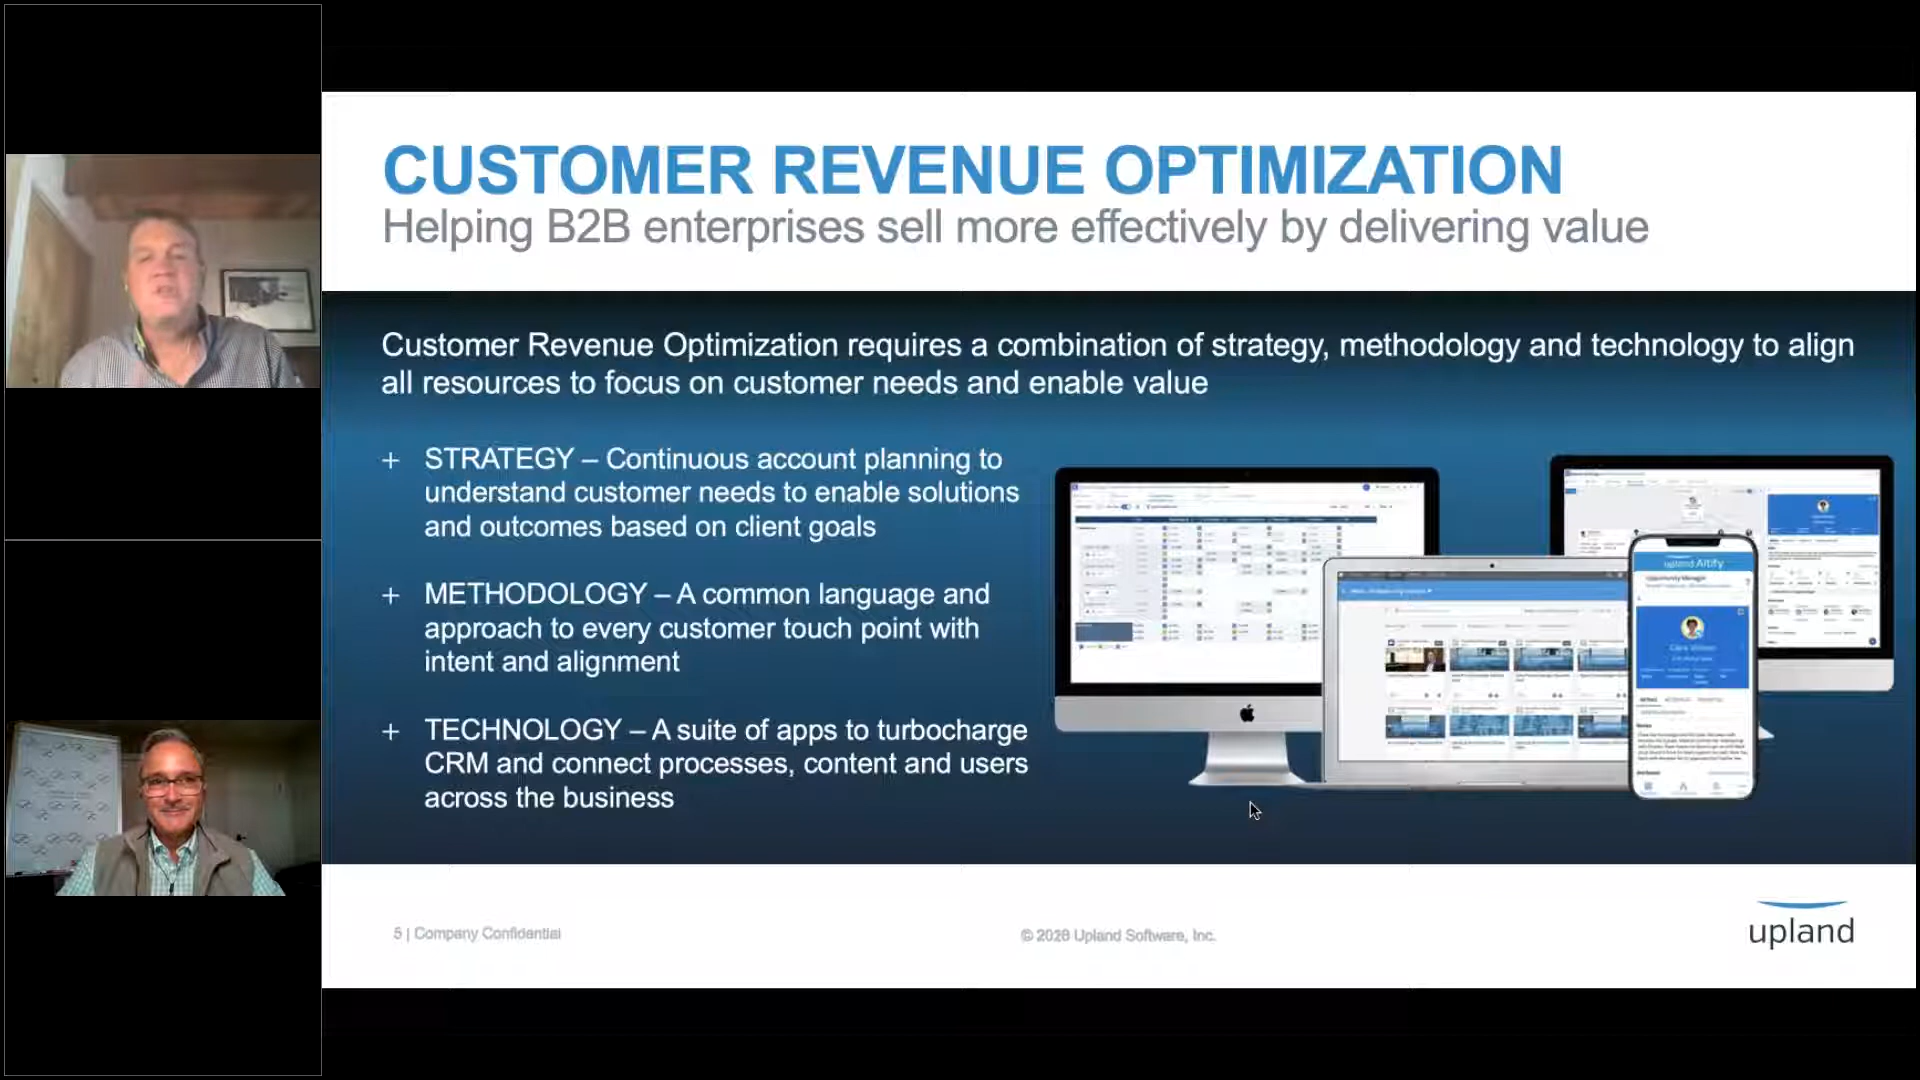 CUSTOMER REVENUE OPTIMIZATION
Helping B2B enterprises sell more effectively by delivering value
Customer Revenue Optimization requires a combination of strategy, methodology and technology to align
all resources to focus on customer needs and enable value
+ STRATEGY – Continuous account planning to
understand customer needs to enable solutions
and outcomes based on client goals
+ METHODOLOGY – A common language and
approach to every customer touch point with
intent and alignment
+ TECHNOLOGY – A suite of apps to turbocharge
CRM and connect processes, content and users
across the business
upland Altify
Opportunity Manager
5 | Company Confidential
© 2020 Upland Software, Inc.
upland